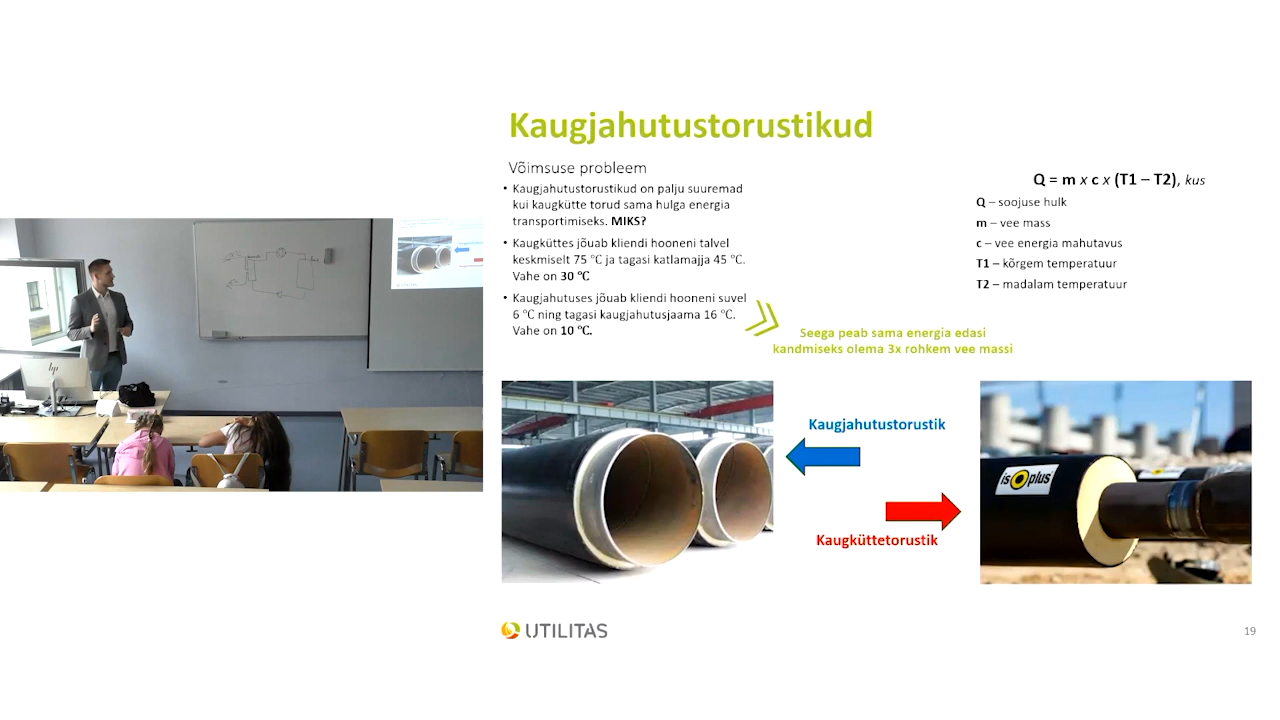 Kaugjahutustorustikud
Võimsuse probleem
• Kaugjahutustorustikud on palju suuremad
kui kaugkütte torud sama hulga energia
transportimiseks. MIKS?
• Kaugküttes jõuab kliendi hooneni talvel
keskmiselt 75 °C ja tagasi katlamajja 45 °C.
Vahe on 30 °C
• Kaugjahutuses jõuab kliendi hooneni suvel
6 °C ning tagasi kaugjahutusjaama 16 °C.
Vahe on 10 °C.
Q = m x c x (T1 – T2), kus
Q – soojuse hulk
m – vee mass
c – vee energia mahutavus
T1 – kõrgem temperatuur
T2 – madalam temperatuur
Seega peab sama energia edasi
kandmiseks olema 3x rohkem vee massi
Kaugjahutustorustik
Kaugküttetorustik
isoplus
hp
UTILITAS
19